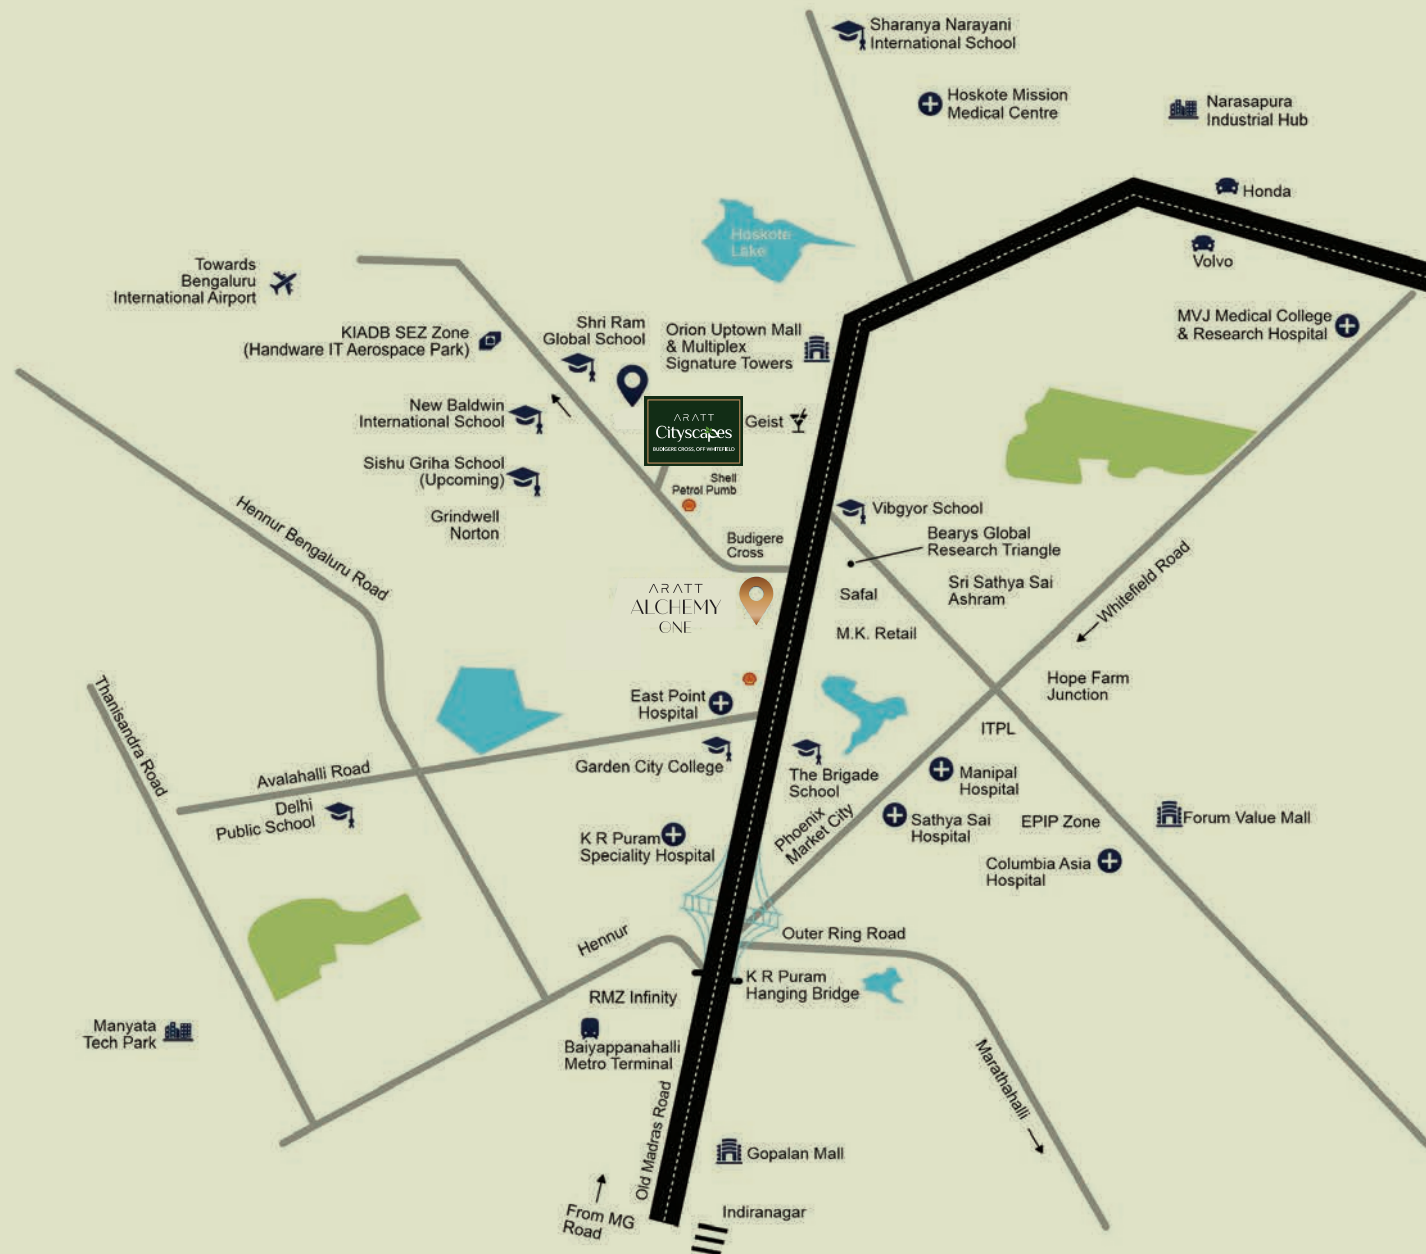 Sharanya Narayani
International School
Hoskote Mission
Medical Centre
Narasapura
Industrial Hub
Honda
Volvo
Hoskote
Lake
Towards
Bengaluru
International Airport
KIADB SEZ Zone
(Handware IT Aerospace Park)
Shri Ram
Global School
Orion Uptown Mall
& Multiplex
Signature Towers
MVJ Medical College
& Research Hospital
New Baldwin
International School
ARATT
Cityscapes
BUDIGERE CROSS, OFF WHITEFIELD
Geist
Sishu Griha School
(Upcoming)
Shell
Petrol Pumb
Grindwell
Norton
Hennur Bengaluru Road
Vibgyor School
Budigere
Cross
Bearys Global
Research Triangle
Whitefield Road
Safal
Sri Sathya Sai
Ashram
ARATT
ALCHEMY
ONE
M.K. Retail
Thanisandra Road
East Point
Hospital
Hope Farm
Junction
ITPL
Avalahalli Road
Garden City College
The Brigade
School
Manipal
Hospital
Delhi
Public School
Phoenix
Market City
Sathya Sai
Hospital
EPIP Zone
Forum Value Mall
K R Puram
Speciality Hospital
Columbia Asia
Hospital
Hennur
Outer Ring Road
K R Puram
Hanging Bridge
RMZ Infinity
Manyata
Tech Park
Baiyappanahalli
Metro Terminal
Marathahalli
Old Madras Road
Gopalan Mall
From MG
Road
Indiranagar